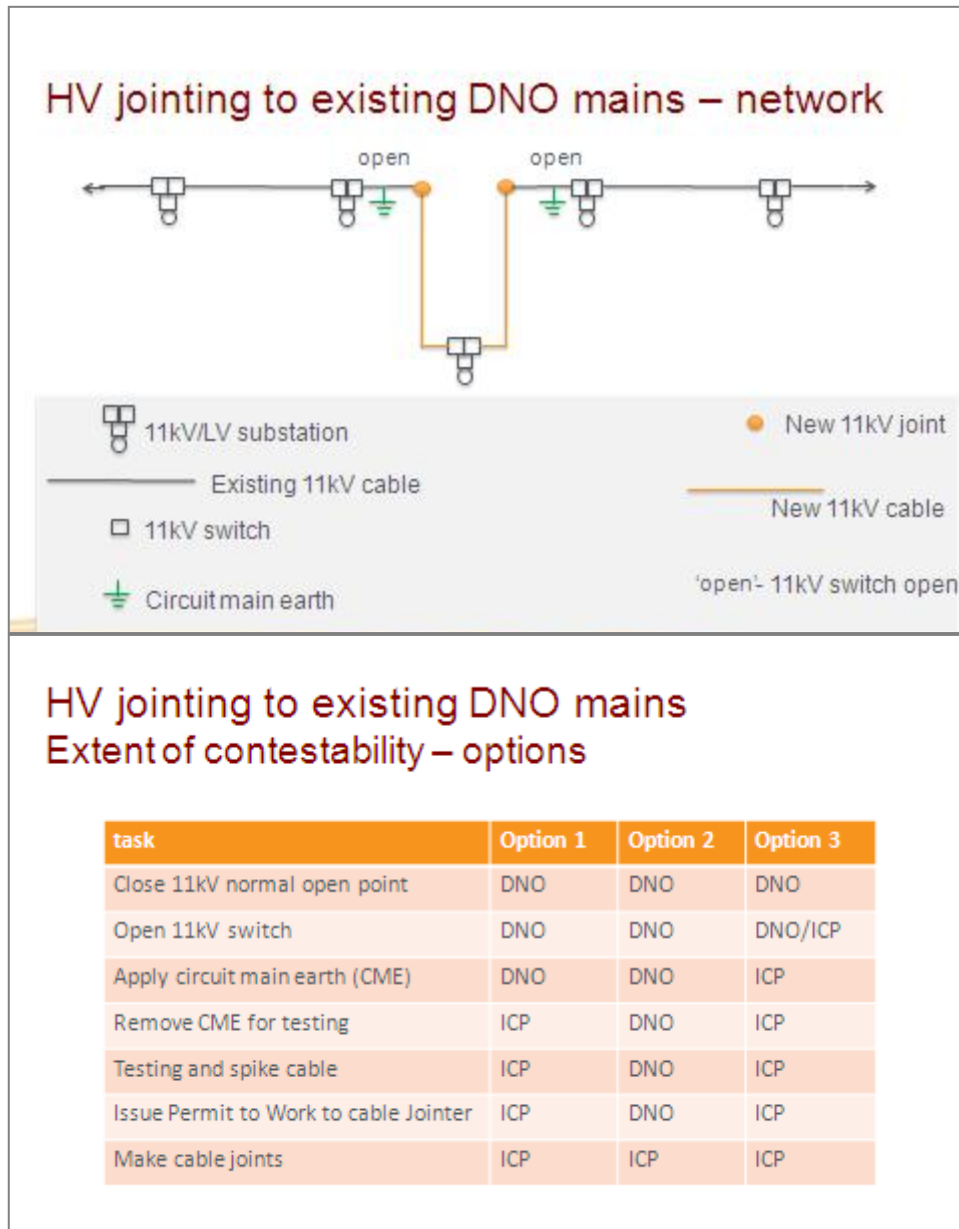 HV jointing to existing DNO mains – network
open open
11kV/LV substation
New 11kV joint
Existing 11kV cable
New 11kV cable
11kV switch
'open'- 11kV switch open
Circuit main earth
HV jointing to existing DNO mains
Extent of contestability – options
task Option 1 Option 2 Option 3
Close 11kV normal open point DNO DNO DNO
Open 11kV switch DNO DNO DNO/ICP
Apply circuit main earth (CME) DNO DNO ICP
Remove CME for testing ICP DNO ICP
Testing and spike cable ICP DNO ICP
Issue Permit to Work to cable Jointer ICP DNO ICP
Make cable joints ICP ICP ICP